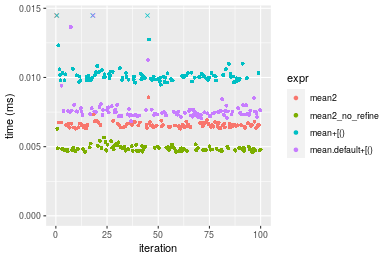 0.015
0.010
0.005
0.000
time (ms)
0
25
50
75
100
iteration
expr
mean2
mean2_no_refine
mean+[()
mean.default+[()